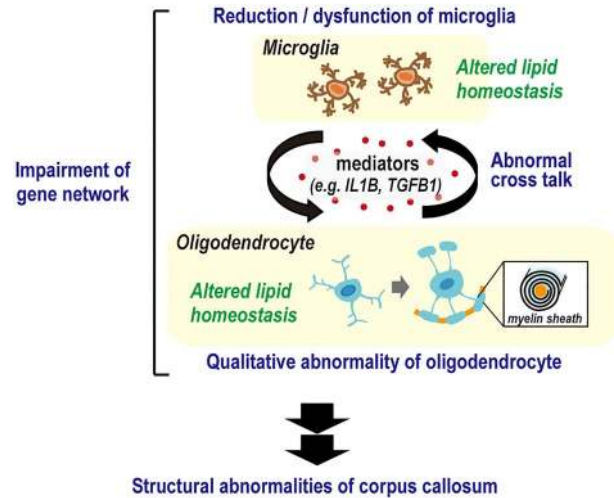 Reduction / dysfunction of microglia
Microglia
Altered lipid
homeostasis
Impairment of
gene network
mediators
(e.g. IL1B, TGFB1)
Abnormal
cross talk
Oligodendrocyte
Altered lipid
homeostasis
myelin sheath
Qualitative abnormality of oligodendrocyte
Structural abnormalities of corpus callosum